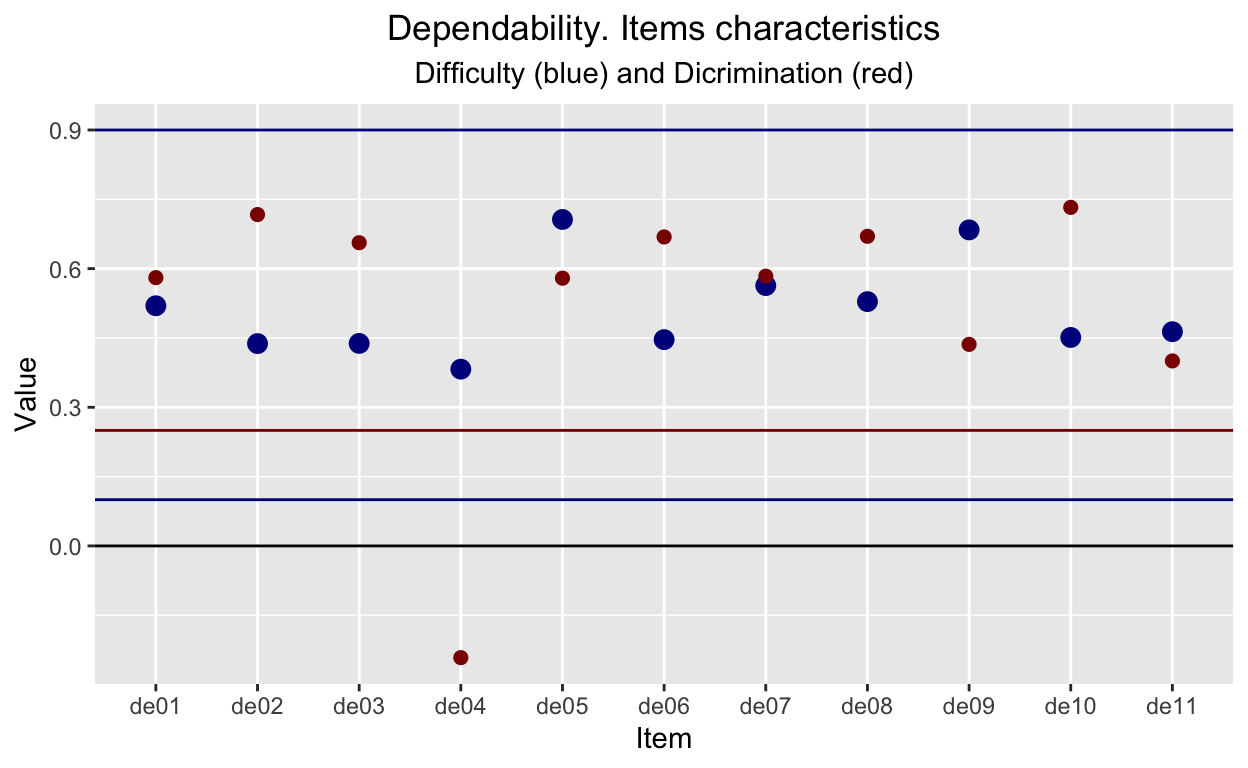 Dependability. Items characteristics
Difficulty (blue) and Dicrimination (red)
Value
0.9
0.6
0.3
0.0
de01 de02 de03 de04 de05 de06 de07 de08 de09 de10 de11
Item